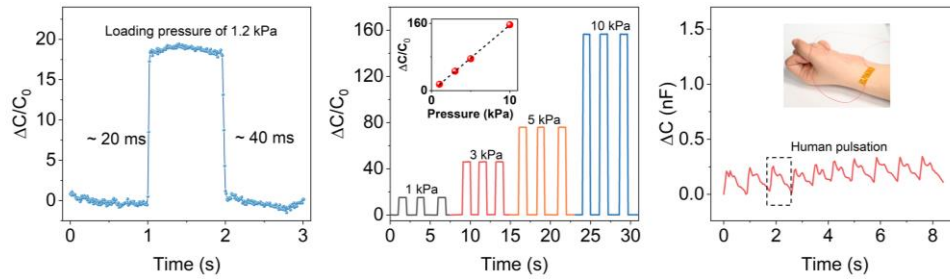 Loading pressure of 1.2 kPa
ΔC/C0
20
15
10
5
0
~ 20 ms
~ 40 ms
0
1
2
3
Time (s)
ΔC/C0
160
120
80
40
0
ΔC/C0
160
0
0
10
Pressure (kPa)
1 kPa
3 kPa
5 kPa
10 kPa
0
5
10
15
20
25
30
Time (s)
ΔC (nF)
1.5
1.0
0.5
0.0
Human pulsation
0
2
4
6
8
Time (s)